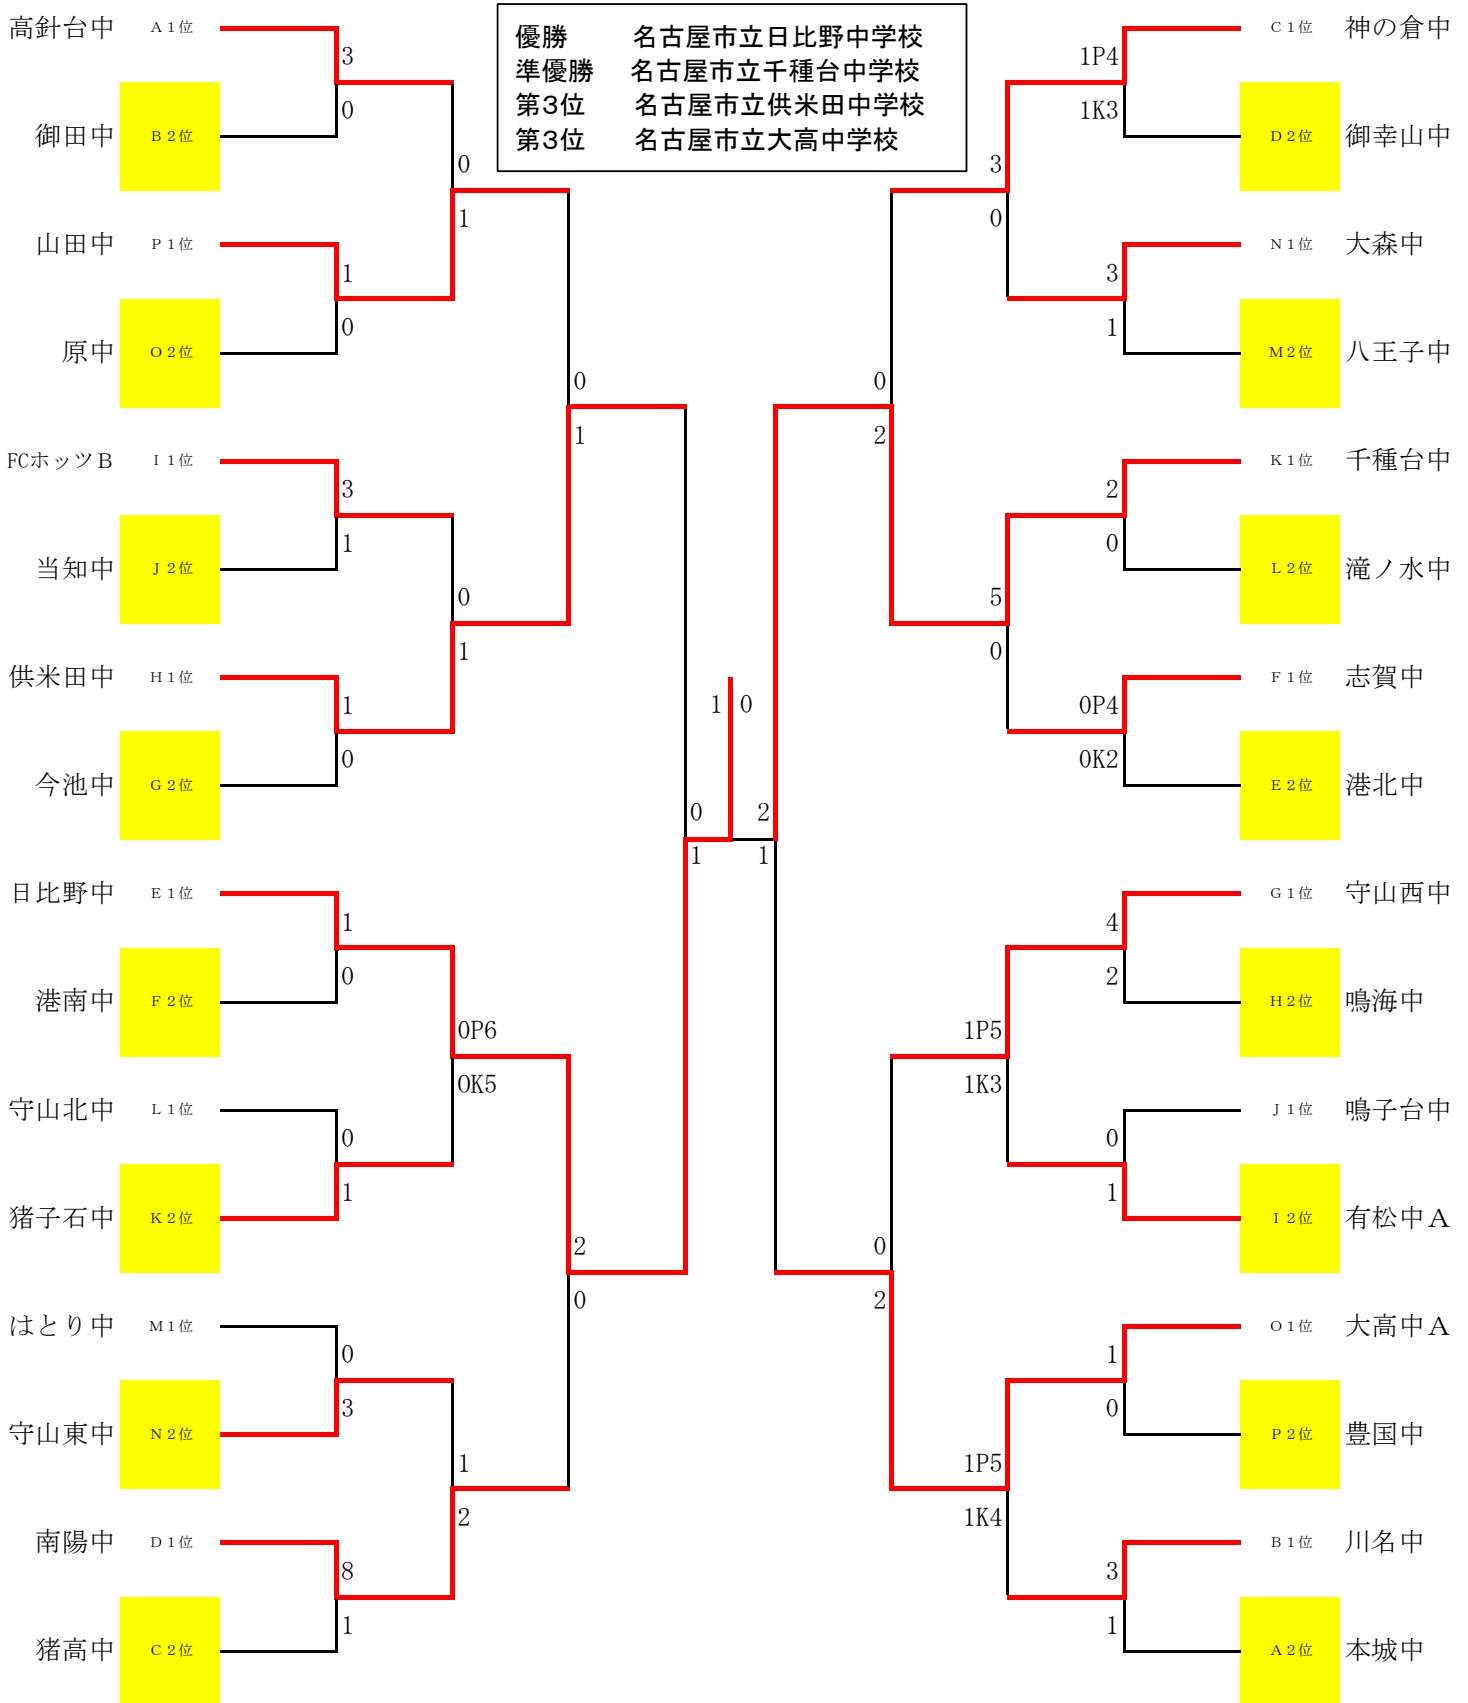 優勝 名古屋市立日比野中学校
準優勝 名古屋市立千種台中学校
第3位 名古屋市立供米田中学校
第3位 名古屋市立大高中学校
高針台中 A1位
3
0
御田中 B2位
0
1
山田中 P1位
1
0
原中 O2位
0
1
FCホッツB I1位
3
1
当知中 J2位
0
1
供米田中 H1位
1
0
今池中 G2位
0
1
日比野中 E1位
1
0
港南中 F2位
0P6
0K5
守山北中 L1位
0
1
猪子石中 K2位
2
0
はとり中 M1位
0
3
守山東中 N2位
1
2
南陽中 D1位
8
1
猪高中 C2位
1 0
C1位 神の倉中
1P4
1K3
D2位 御幸山中
3
0
N1位 大森中
3
1
M2位 八王子中
0
2
K1位 千種台中
2
0
L2位 滝ノ水中
5
0
F1位 志賀中
0P4
0K2
E2位 港北中
2
1
G1位 守山西中
4
2
H2位 鳴海中
1P5
1K3
J1位 鳴子台中
0
1
I2位 有松中A
0
2
O1位 大高中A
1
0
P2位 豊国中
1P5
1K4
B1位 川名中
3
1
A2位 本城中